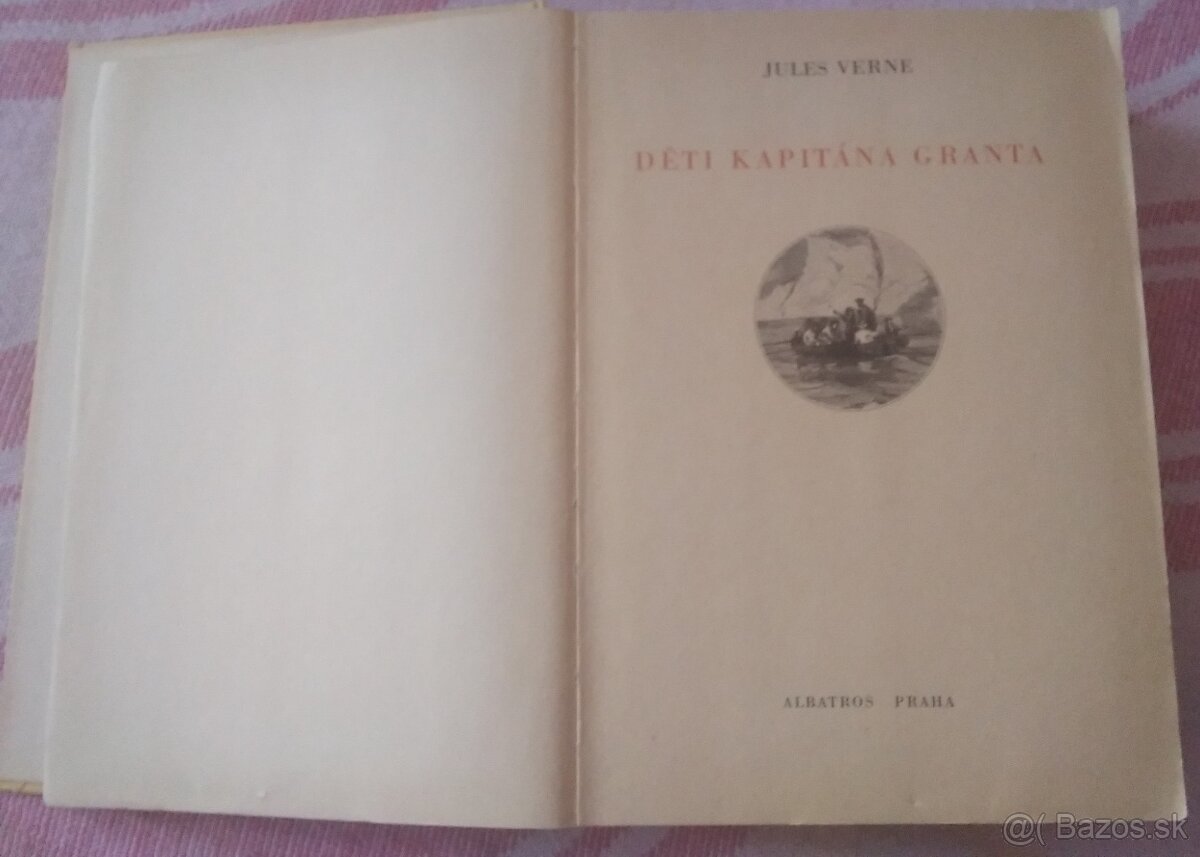 JULES VERNE
DĚTI KAPITÁNA GRANTA
ALBATROS PRAHA
@( Bazos.sk